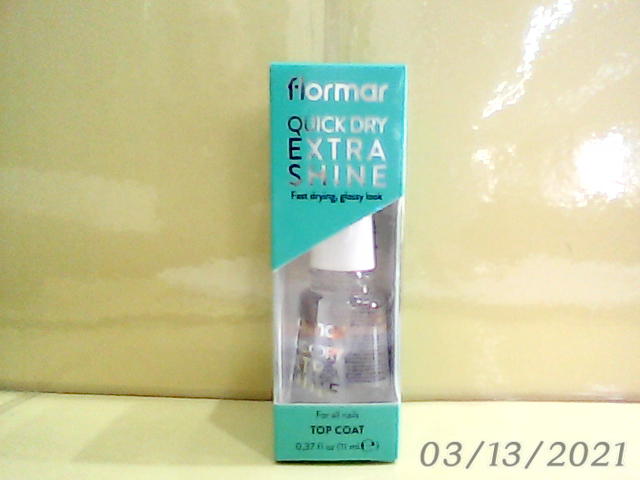 flormar
QUICK DRY
EXTRA
SHINE
Fast drying, glossy look
For all nails
TOP COAT
0,37 fl oz (11 mL e)
03/13/2021